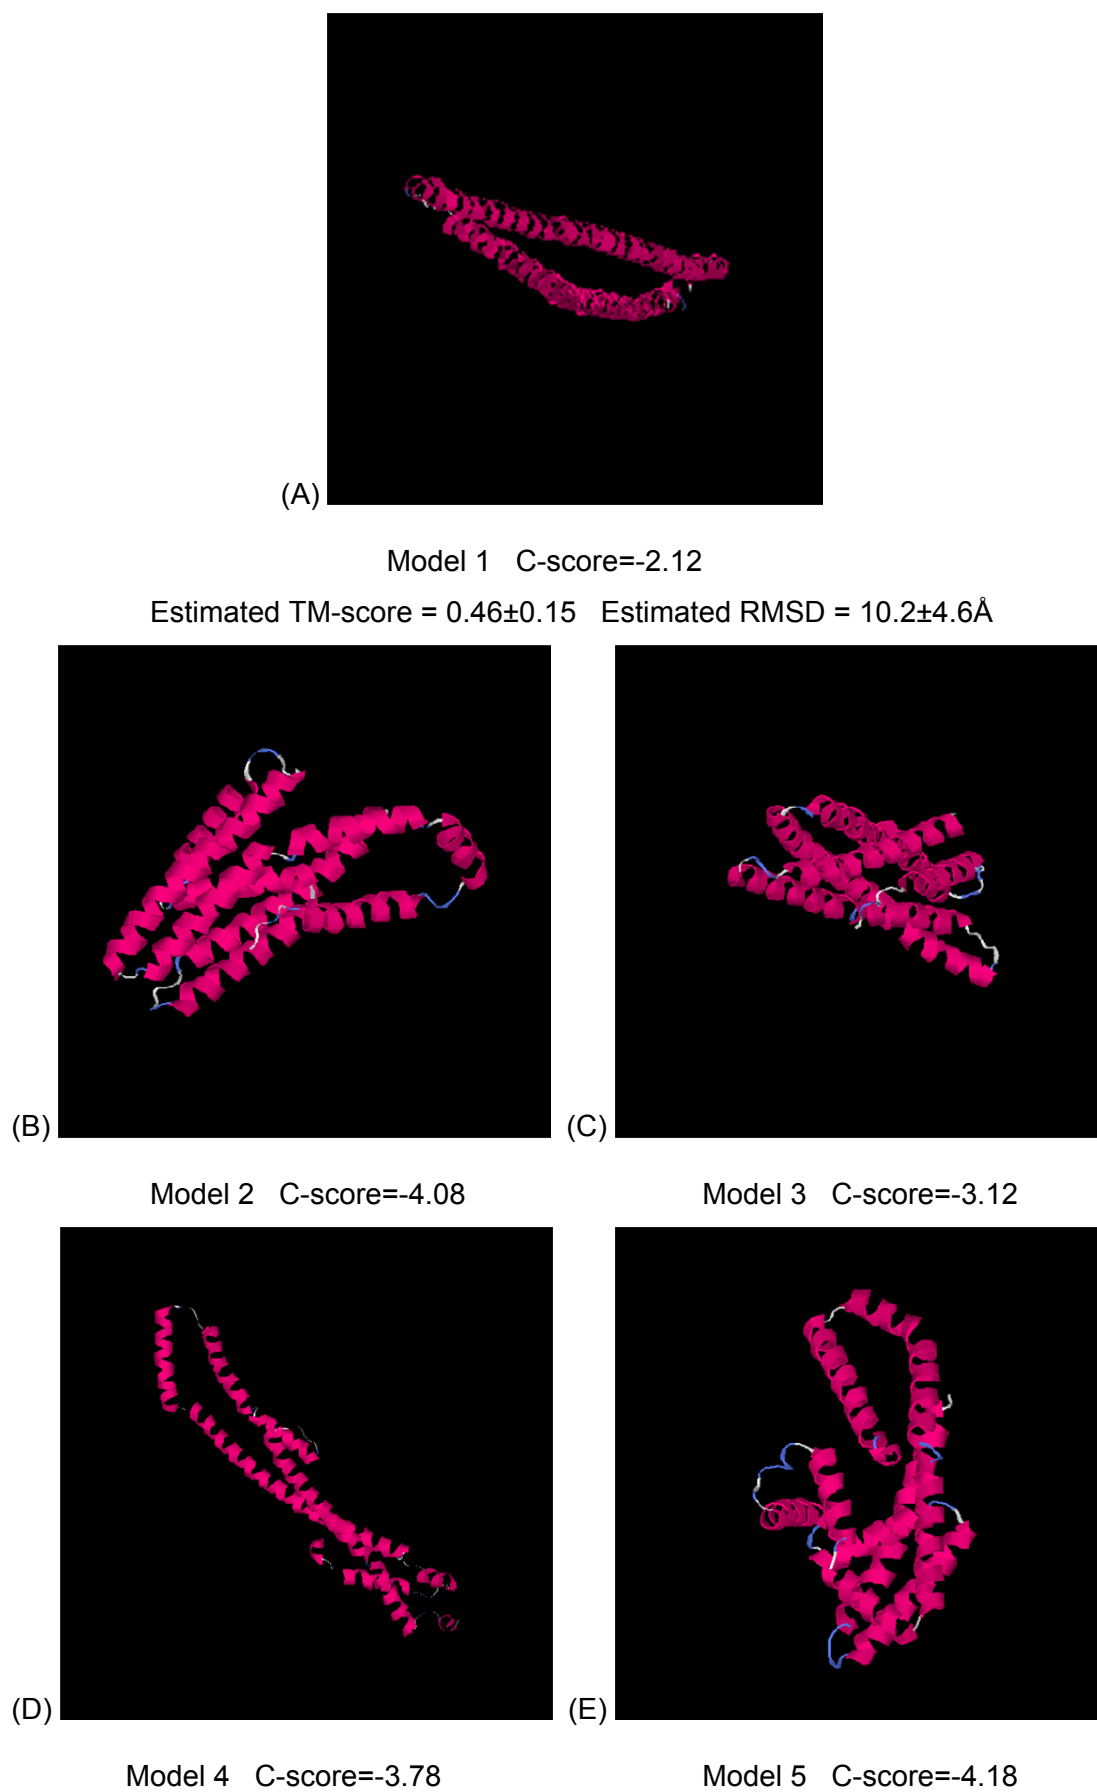 (A)
Model 1 C-score=-2.12
Estimated TM-score = 0.46±0.15 Estimated RMSD = 10.2±4.6Å
(B)
(C)
Model 2 C-score=-4.08
Model 3 C-score=-3.12
(D)
(E)
Model 4 C-score=-3.78
Model 5 C-score=-4.18